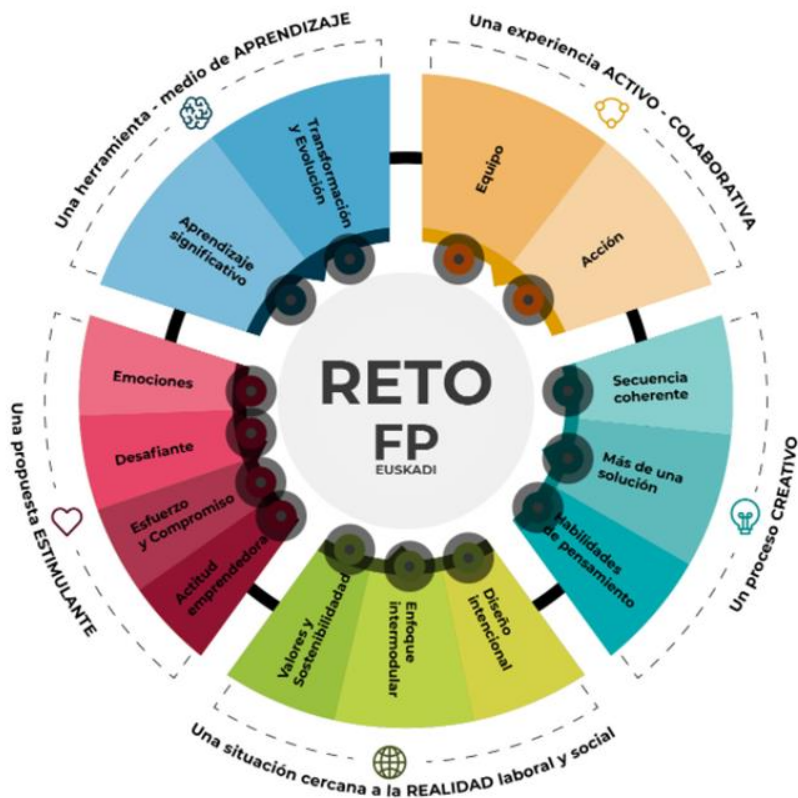 Una herramienta - medio de APRENDIZAJE
Aprendizaje
significativo
Transformación
y Evolución
Una experiencia ACTIVO - COLABORATIVA
Equipo
Acción
Un proceso CREATIVO
Secuencia
coherente
Más de una
solución
Habilidades
de pensamiento
Una situación cercana a la REALIDAD laboral y social
Diseño
intencional
Enfoque
intermodular
Valores y
Sostenibilidadad
Una propuesta ESTIMULANTE
Emociones
Desafiante
Esfuerzo
y Compromiso
Actitud
emprendedora
RETO
FP
EUSKADI